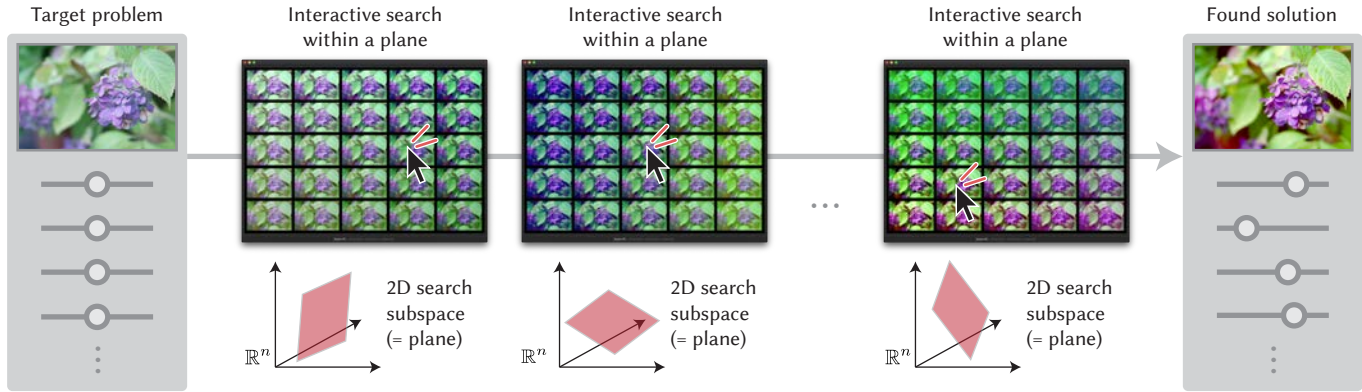 Target problem
Interactive search
within a plane
Interactive search
within a plane
Interactive search
within a plane
Found solution
...
ℝⁿ
2D search
subspace
(= plane)
ℝⁿ
2D search
subspace
(= plane)
ℝⁿ
2D search
subspace
(= plane)